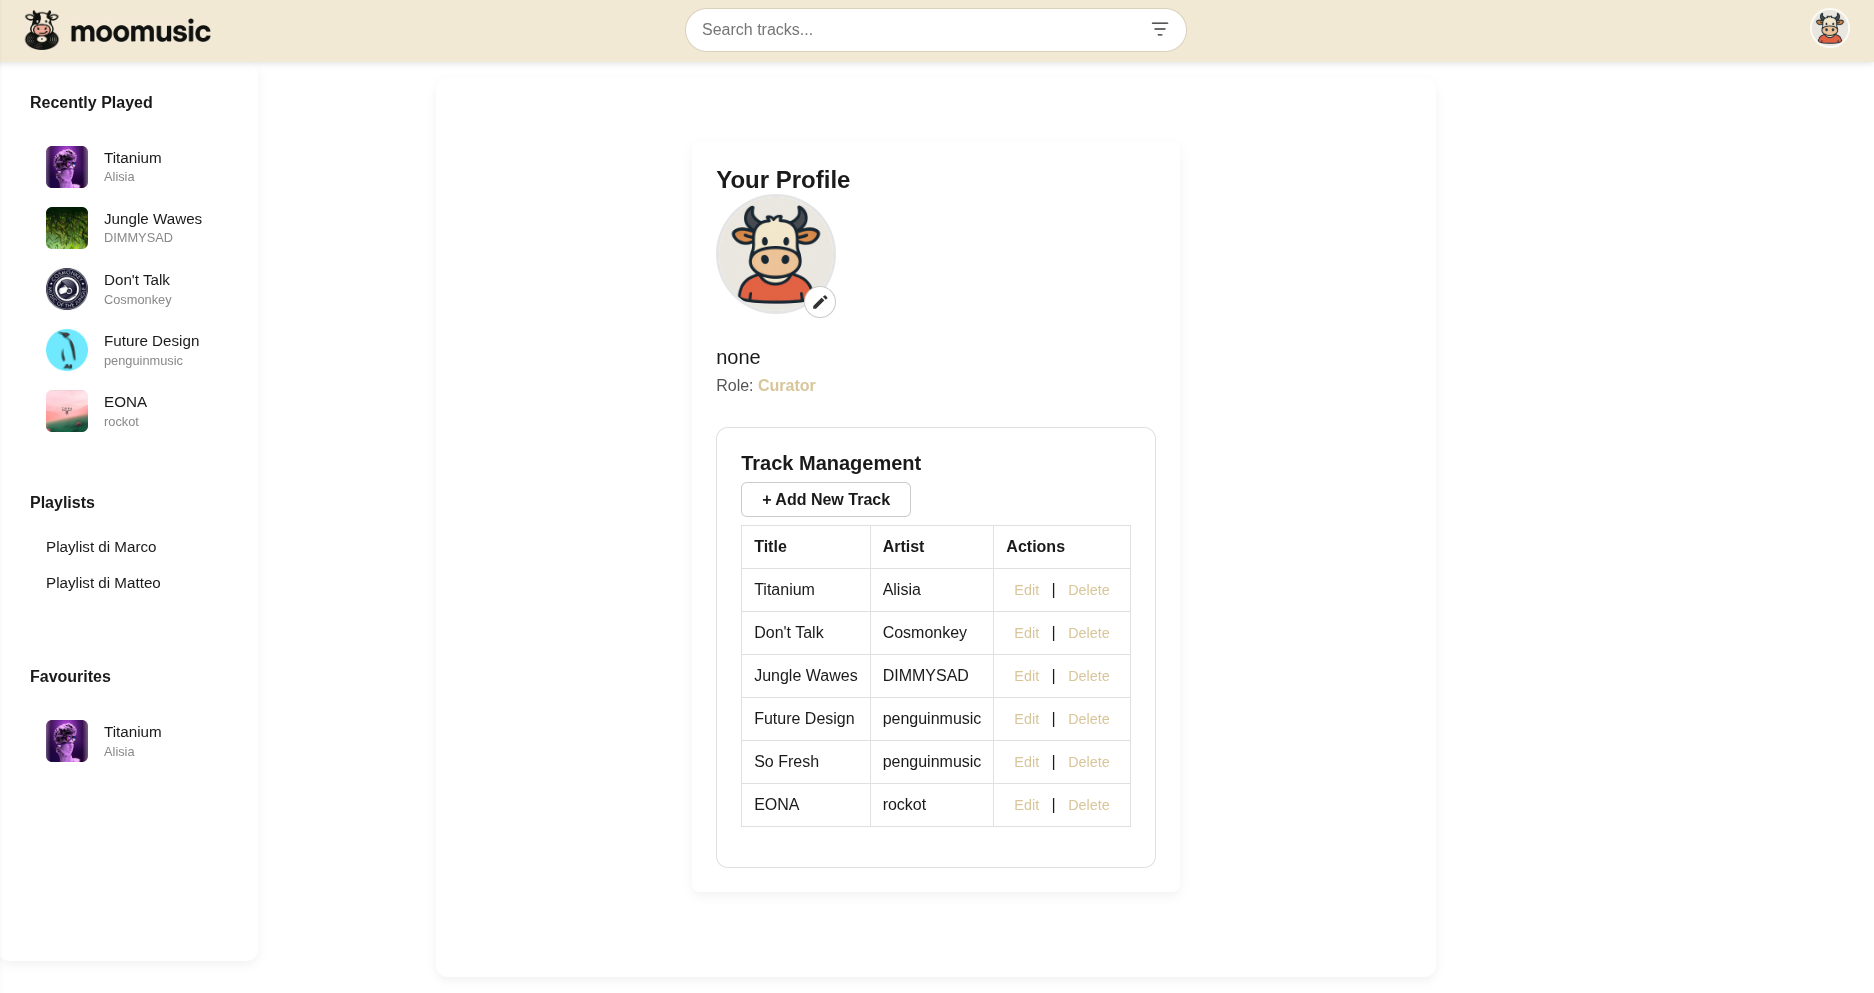 moomusic
Search tracks...
Recently Played
Titanium
Alisia
Jungle Wawes
DIMMYSAD
Don't Talk
Cosmonkey
Future Design
penguinmusic
EONA
rockot
Playlists
Playlist di Marco
Playlist di Matteo
Favourites
Titanium
Alisia
Your Profile
none
Role: Curator
Track Management
+ Add New Track
Title Artist Actions
Titanium Alisia Edit | Delete
Don't Talk Cosmonkey Edit | Delete
Jungle Wawes DIMMYSAD Edit | Delete
Future Design penguinmusic Edit | Delete
So Fresh penguinmusic Edit | Delete
EONA rockot Edit | Delete